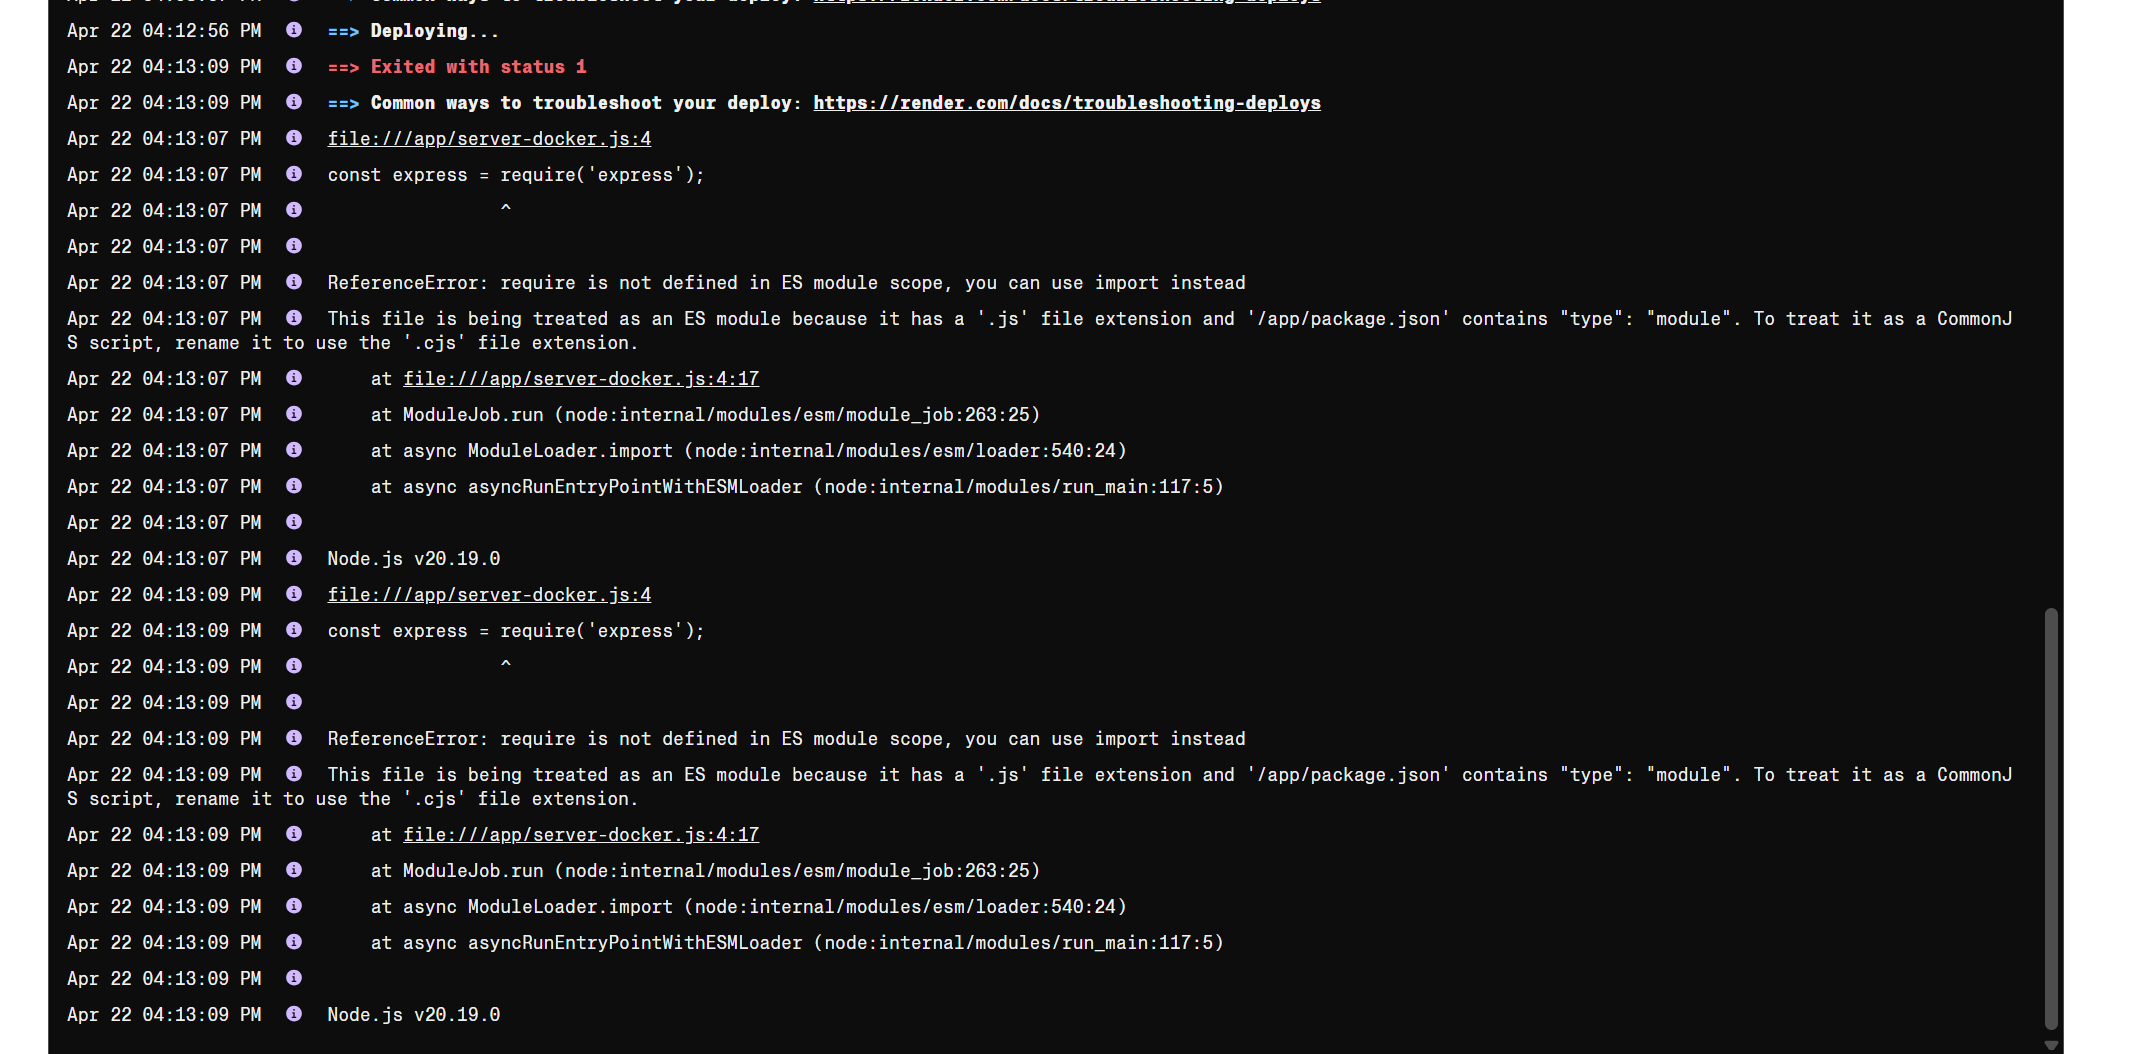 Common ways to troubleshoot your deploy: https://render.com/docs/troubleshooting-deploys
Apr 22 04:12:56 PM ==> Deploying...
Apr 22 04:13:09 PM ==> Exited with status 1
Apr 22 04:13:09 PM ==> Common ways to troubleshoot your deploy: https://render.com/docs/troubleshooting-deploys
Apr 22 04:13:07 PM file:///app/server-docker.js:4
Apr 22 04:13:07 PM const express = require('express');
Apr 22 04:13:07 PM ^
Apr 22 04:13:07 PM
Apr 22 04:13:07 PM ReferenceError: require is not defined in ES module scope, you can use import instead
Apr 22 04:13:07 PM This file is being treated as an ES module because it has a '.js' file extension and '/app/package.json' contains "type": "module". To treat it as a CommonJ
S script, rename it to use the '.cjs' file extension.
Apr 22 04:13:07 PM at file:///app/server-docker.js:4:17
Apr 22 04:13:07 PM at ModuleJob.run (node:internal/modules/esm/module_job:263:25)
Apr 22 04:13:07 PM at async ModuleLoader.import (node:internal/modules/esm/loader:540:24)
Apr 22 04:13:07 PM at async asyncRunEntryPointWithESMLoader (node:internal/modules/run_main:117:5)
Apr 22 04:13:07 PM
Apr 22 04:13:07 PM Node.js v20.19.0
Apr 22 04:13:09 PM file:///app/server-docker.js:4
Apr 22 04:13:09 PM const express = require('express');
Apr 22 04:13:09 PM ^
Apr 22 04:13:09 PM
Apr 22 04:13:09 PM ReferenceError: require is not defined in ES module scope, you can use import instead
Apr 22 04:13:09 PM This file is being treated as an ES module because it has a '.js' file extension and '/app/package.json' contains "type": "module". To treat it as a CommonJ
S script, rename it to use the '.cjs' file extension.
Apr 22 04:13:09 PM at file:///app/server-docker.js:4:17
Apr 22 04:13:09 PM at ModuleJob.run (node:internal/modules/esm/module_job:263:25)
Apr 22 04:13:09 PM at async ModuleLoader.import (node:internal/modules/esm/loader:540:24)
Apr 22 04:13:09 PM at async asyncRunEntryPointWithESMLoader (node:internal/modules/run_main:117:5)
Apr 22 04:13:09 PM
Apr 22 04:13:09 PM Node.js v20.19.0